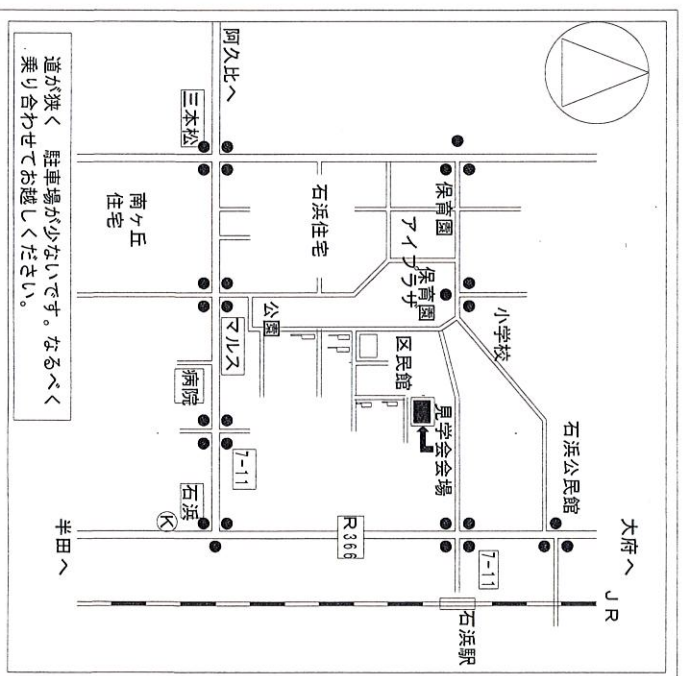 阿久比へ
三本松
南ヶ丘
住宅
石浜住宅
保育園
アイプラザ
保育園
小学校
公園
マルス
区民館
病院
見学会会場
石浜公民館
7-11
石浜
K
R366
7-11
大府へ
半田へ
JR
石浜駅
道が狭く 駐車場が少ないです。なるべく
乗り合わせてお越しください。